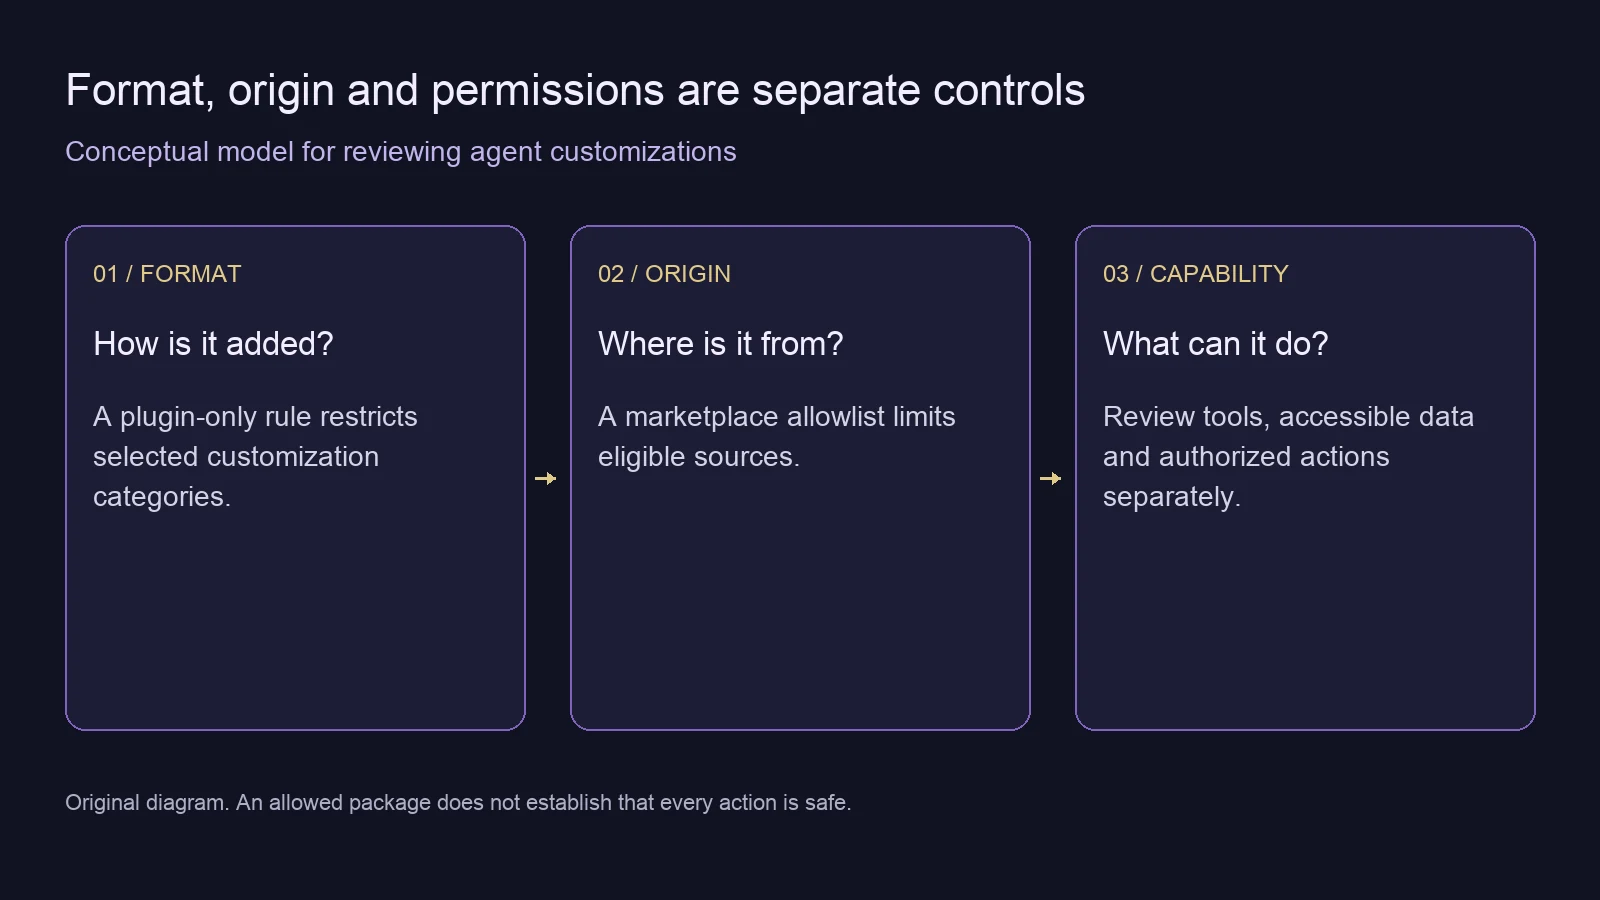 Format, origin and permissions are separate controls
Conceptual model for reviewing agent customizations
01 / FORMAT
How is it added?
A plugin-only rule restricts
selected customization
categories.
02 / ORIGIN
Where is it from?
A marketplace allowlist limits
eligible sources.
03 / CAPABILITY
What can it do?
Review tools, accessible data
and authorized actions
separately.
Original diagram. An allowed package does not establish that every action is safe.